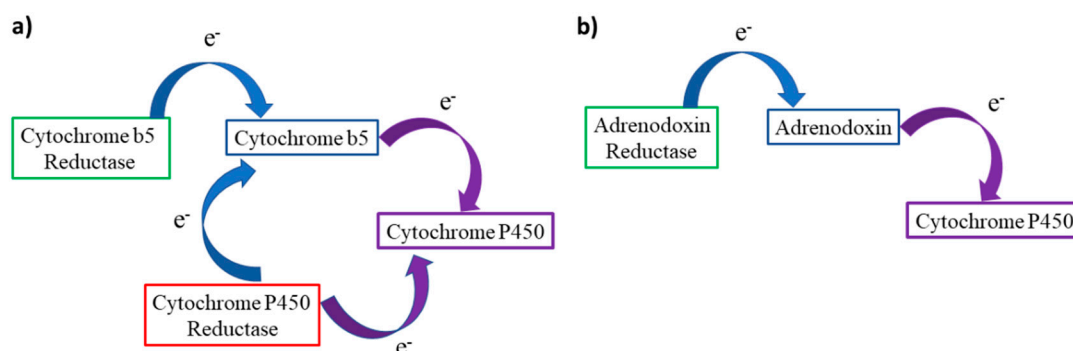 a)
e-
Cytochrome b5
Reductase
Cytochrome b5
e-
e-
Cytochrome P450
Cytochrome P450
Reductase
e-
b)
e-
Adrenodoxin
Reductase
Adrenodoxin
e-
Cytochrome P450